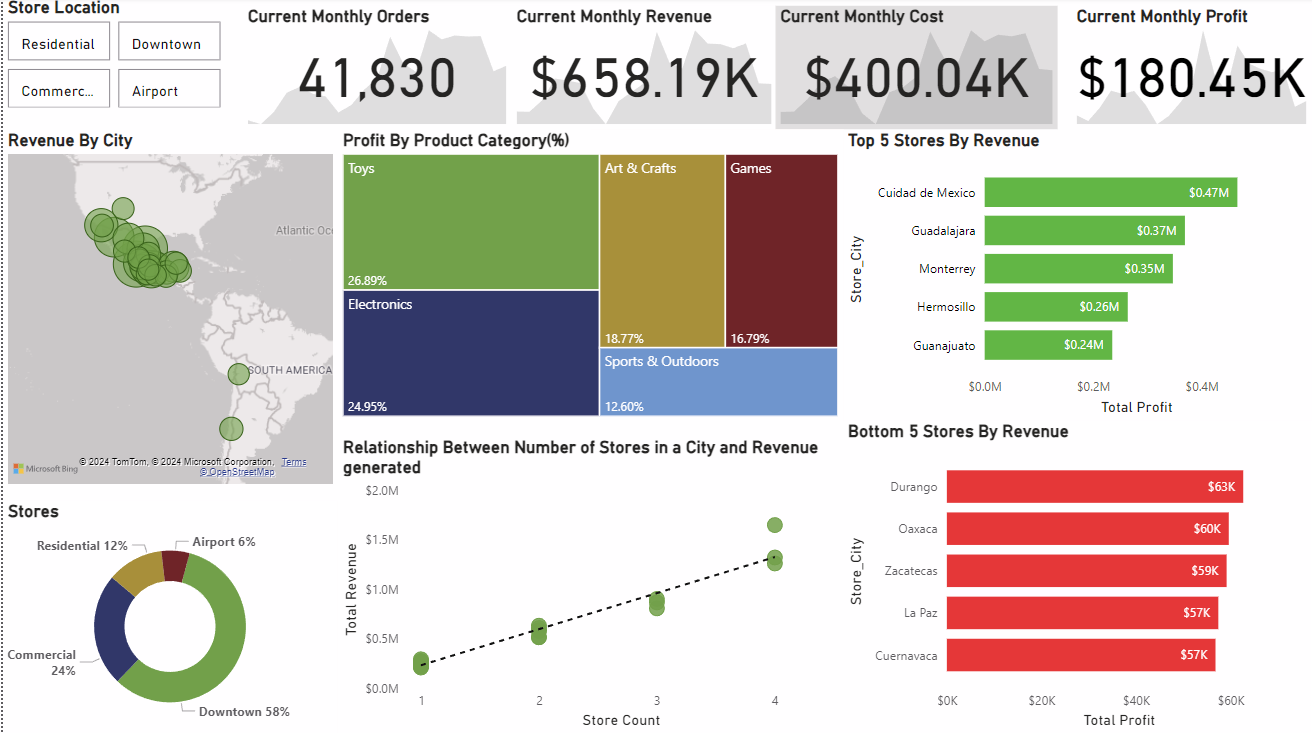 Store Location
Residential
Downtown
Commerc...
Airport
Current Monthly Orders
41,830
Current Monthly Revenue
$658.19K
Current Monthly Cost
$400.04K
Current Monthly Profit
$180.45K
Revenue By City
Atlantic Oc
SOUTH AMERICA
Microsoft Bing
© 2024 TomTom, © 2024 Microsoft Corporation, Terms
© OpenStreetMap
Profit By Product Category(%)
Toys
26.89%
Electronics
24.95%
Art & Crafts
18.77%
Games
16.79%
Sports & Outdoors
12.60%
Top 5 Stores By Revenue
Store_City
Cuidad de Mexico
$0.47M
Guadalajara
$0.37M
Monterrey
$0.35M
Hermosillo
$0.26M
Guanajuato
$0.24M
$0.0M
$0.2M
$0.4M
Total Profit
Stores
Residential 12%
Airport 6%
Commercial
24%
Downtown 58%
Relationship Between Number of Stores in a City and Revenue
generated
Total Revenue
$2.0M
$1.5M
$1.0M
$0.5M
$0.0M
1
2
3
4
Store Count
Bottom 5 Stores By Revenue
Store_City
Durango
$63K
Oaxaca
$60K
Zacatecas
$59K
La Paz
$57K
Cuernavaca
$57K
$0K
$20K
$40K
$60K
Total Profit